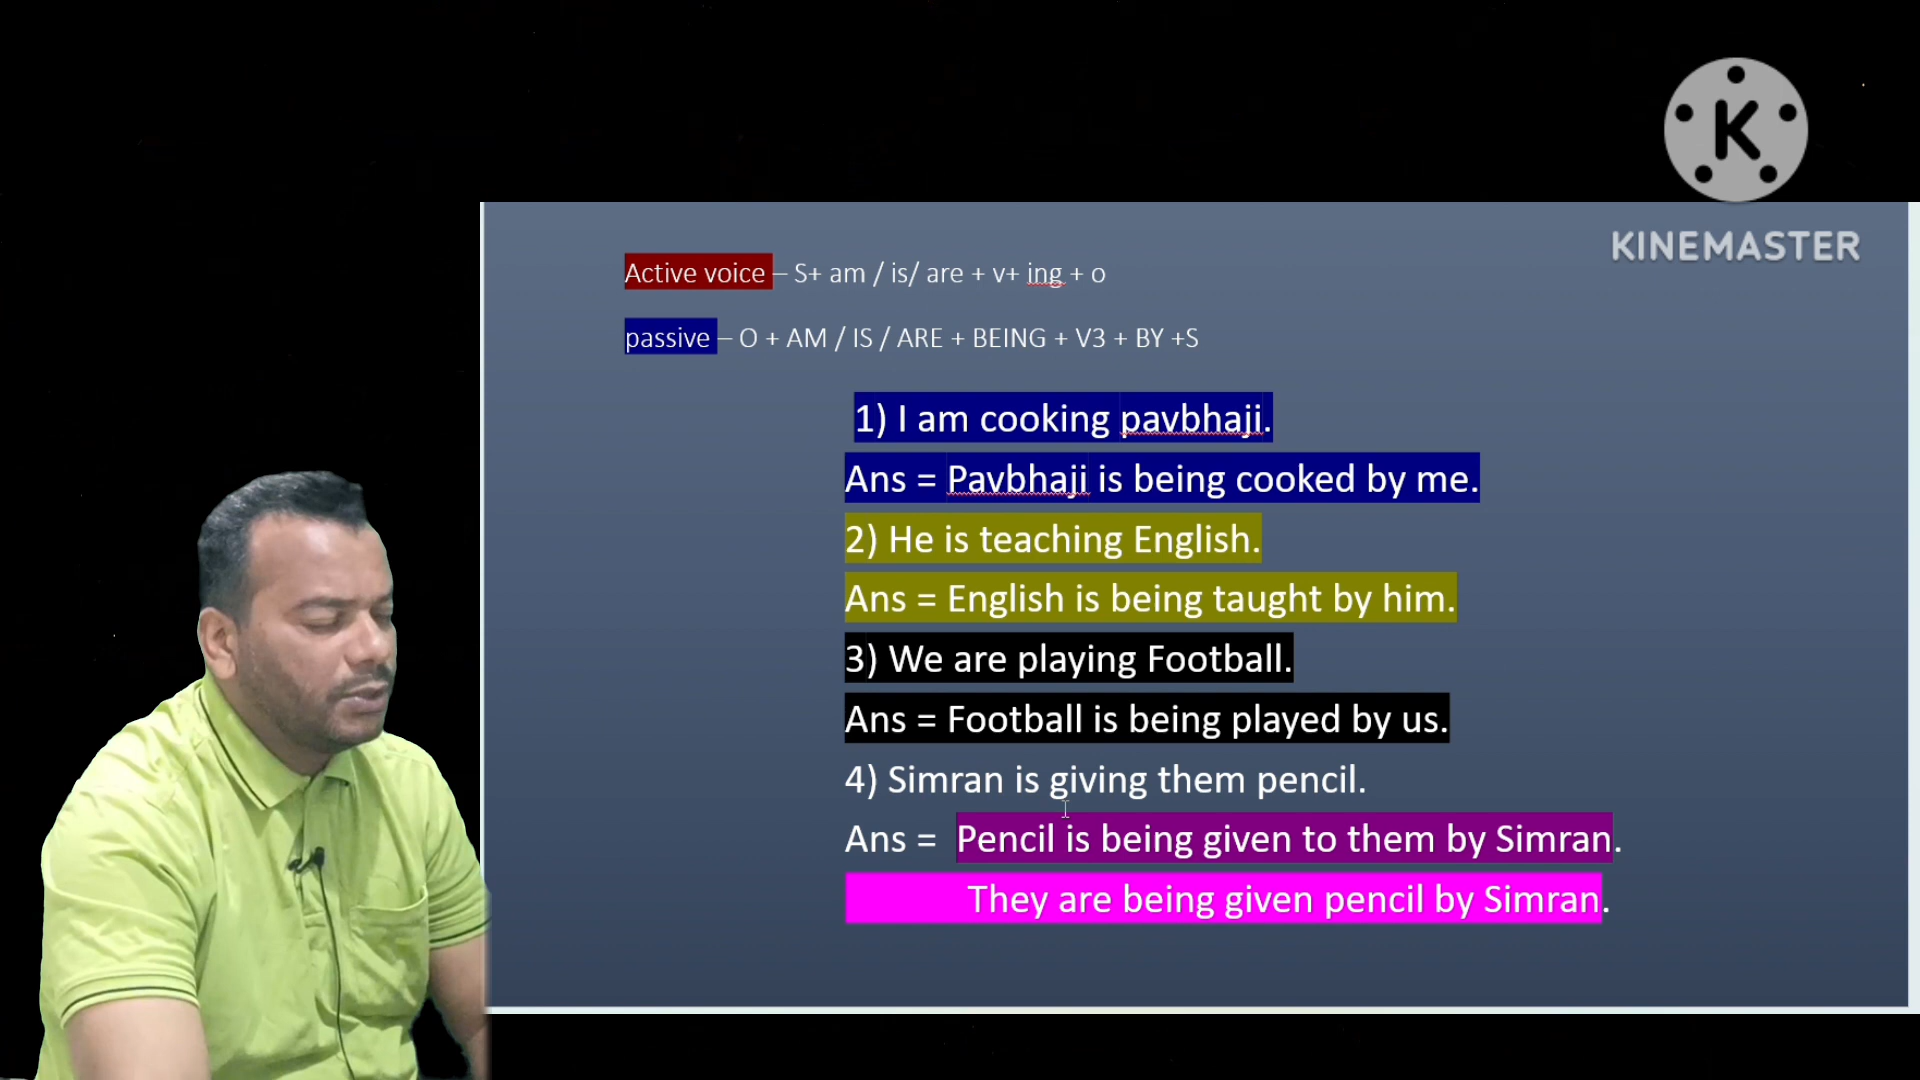 K
KINEMASTER
Active voice – S+ am / is/ are + v+ ing + o
passive – O + AM / IS / ARE + BEING + V3 + BY +S
1) I am cooking pavbhaji.
Ans = Pavbhaji is being cooked by me.
2) He is teaching English.
Ans = English is being taught by him.
3) We are playing Football.
Ans = Football is being played by us.
4) Simran is giving them pencil.
Ans = Pencil is being given to them by Simran.
They are being given pencil by Simran.